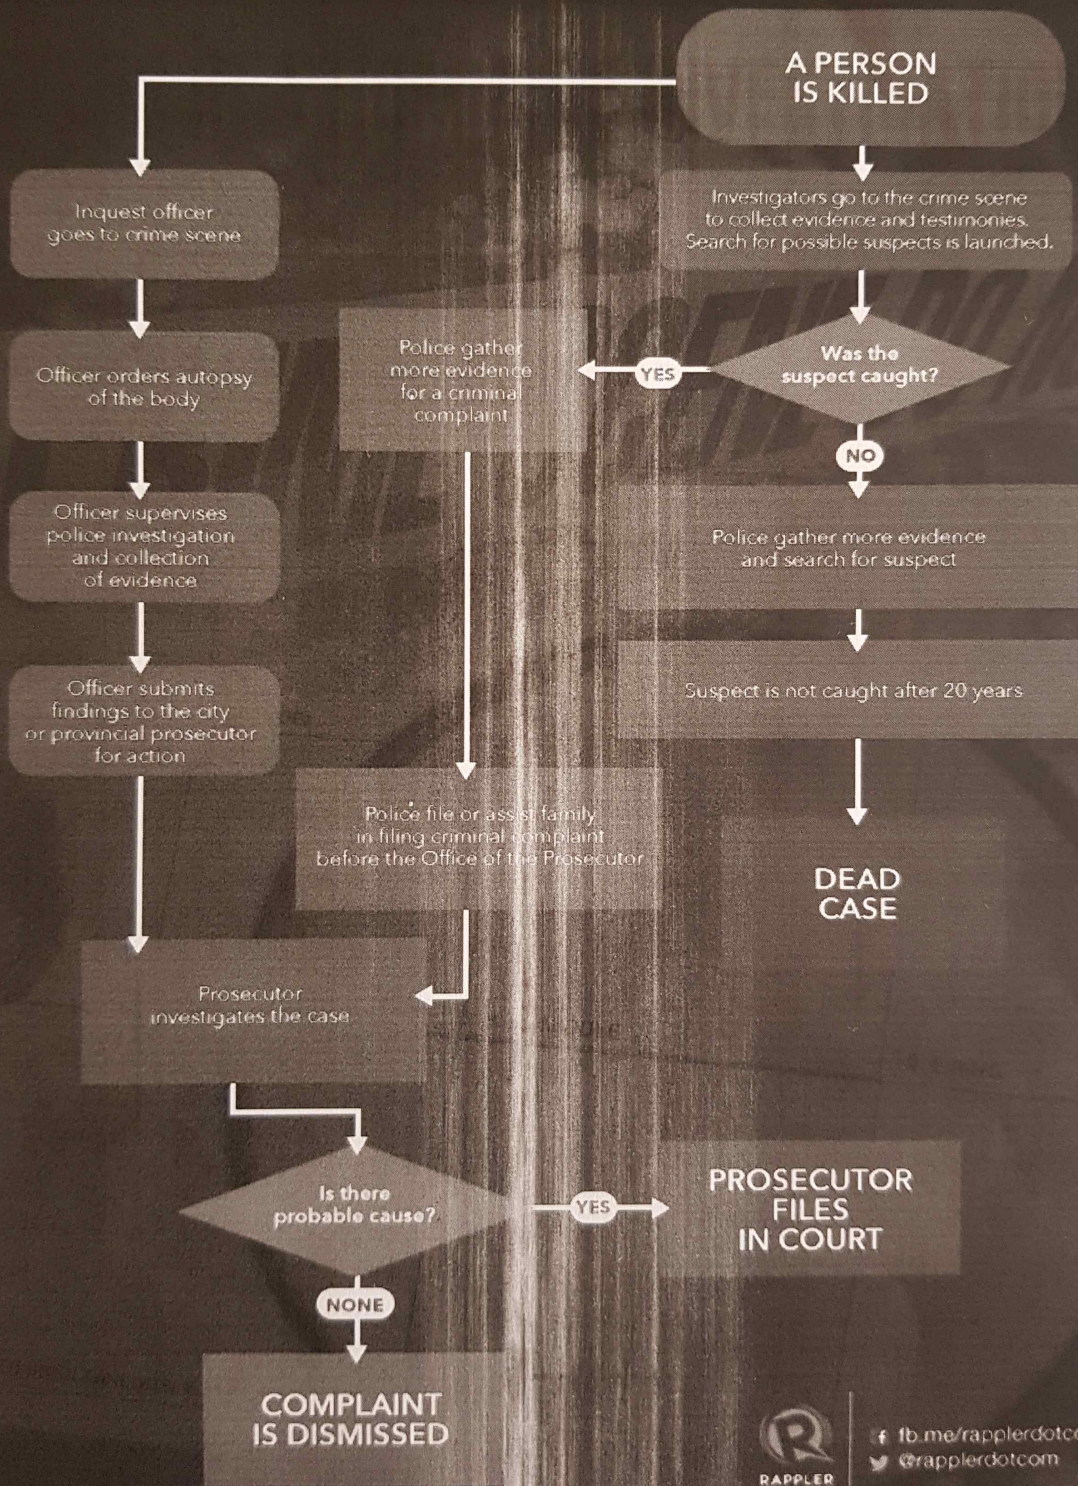 A PERSON
IS KILLED
Inquest officer
goes to crime scene
Officer orders autopsy
of the body
Officer supervises
police investigation
and collection
of evidence
Officer submits
findings to the city
or provincial prosecutor
for action
Investigators go to the crime scene
to collect evidence and testimonies.
Search for possible suspects is launched.
Was the
suspect caught?
YES
Police gather
more evidence
for a criminal
complaint
NO
Police gather more evidence
and search for suspect
Suspect is not caught after 20 years
DEAD
CASE
Police file or assist family
in filing criminal complaint
before the Office of the Prosecutor
Prosecutor
investigates the case
Is there
probable cause?
YES
PROSECUTOR
FILES
IN COURT
NONE
COMPLAINT
IS DISMISSED
R
RAPPLER
f fb.me/rapplerdotco
@rapplerdotcom